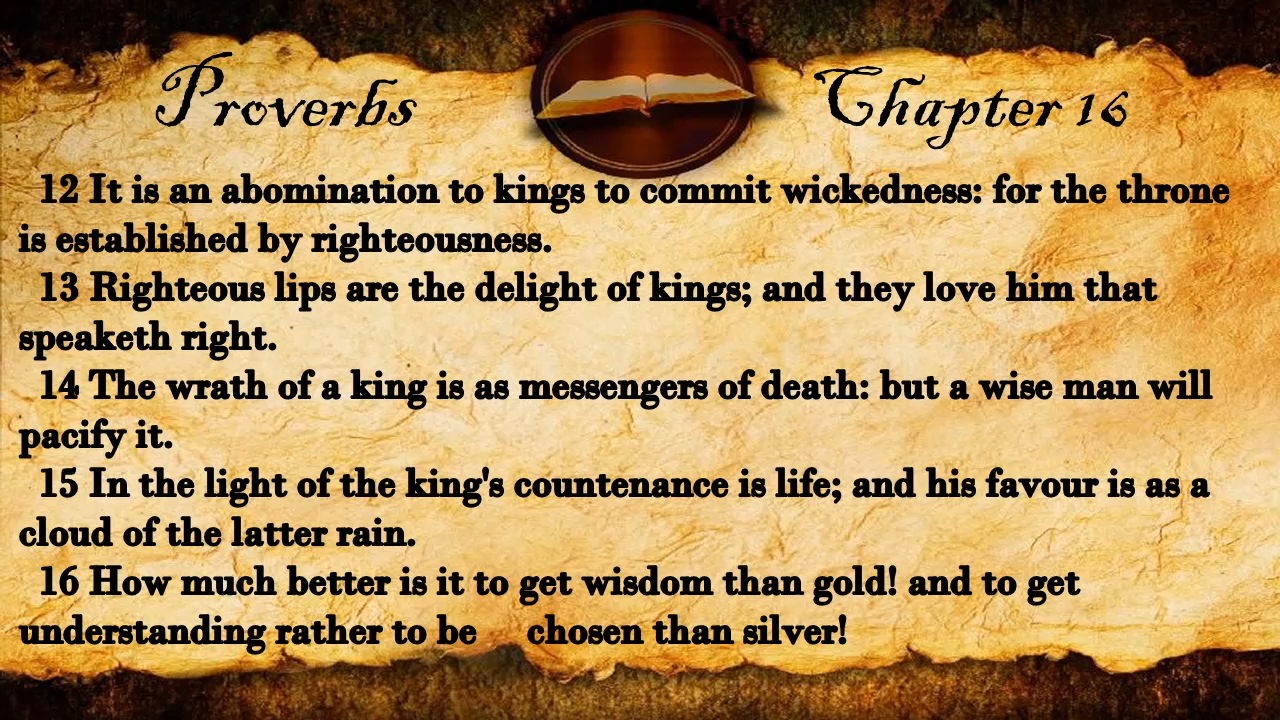 Proverbs Chapter 16
12 It is an abomination to kings to commit wickedness: for the throne
is established by righteousness.
13 Righteous lips are the delight of kings; and they love him that
speaketh right.
14 The wrath of a king is as messengers of death: but a wise man will
pacify it.
15 In the light of the king's countenance is life; and his favour is as a
cloud of the latter rain.
16 How much better is it to get wisdom than gold! and to get
understanding rather to be chosen than silver!